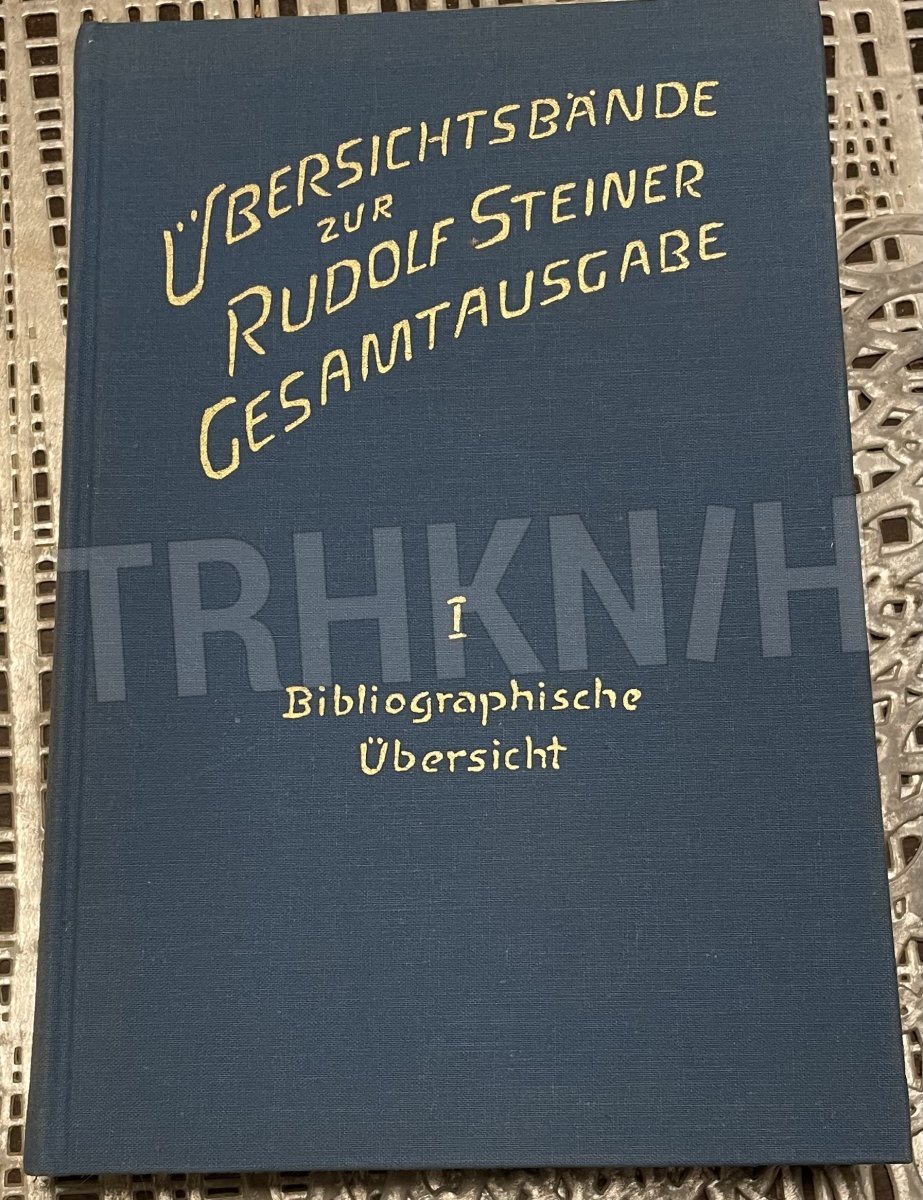 ÜBERSICHTSBÄNDE
ZUR
RUDOLF STEINER
GESAMTAUSGABE
TRHKN/H
I
Bibliographische
Übersicht